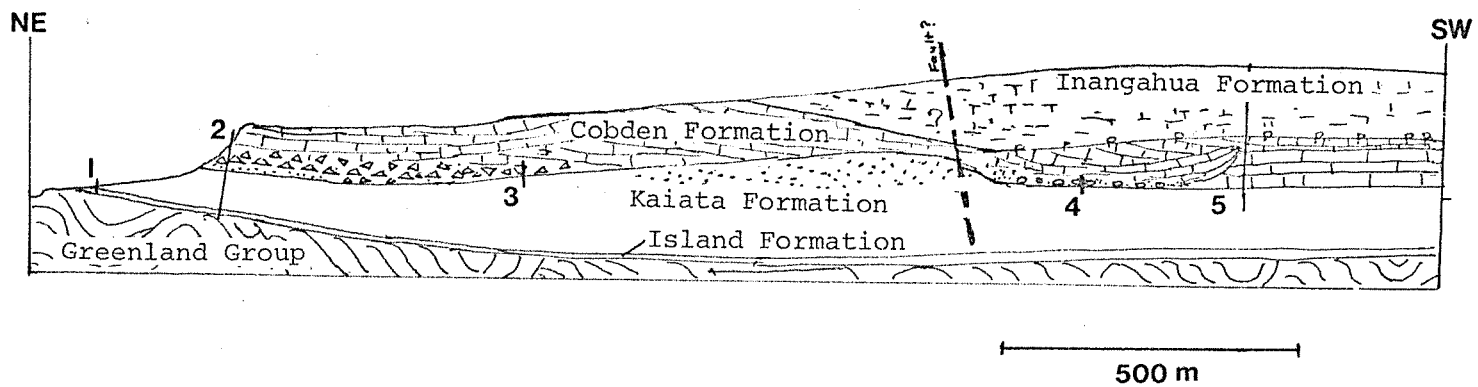 NE
SW
Fault?
Inangahua Formation
?
2
Cobden Formation
1
3
Kaiata Formation
4
5
Island Formation
Greenland Group
500 m